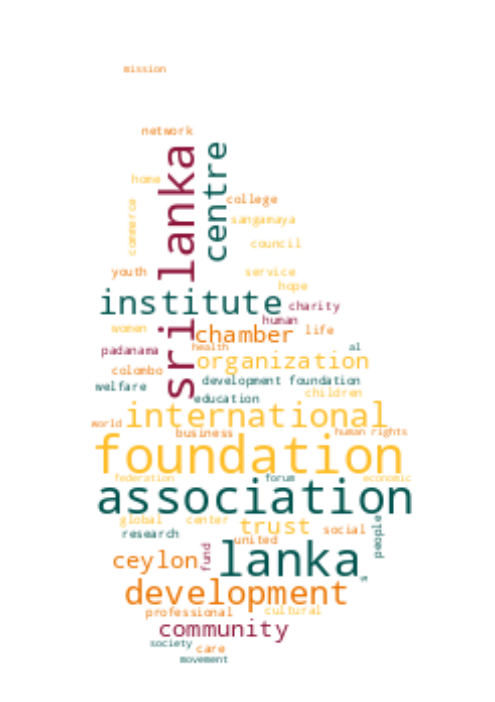 mission
network
sri lanka
centre
home
college
commerce
sangamaya
council
youth
service
hope
institute
charity
human
women
chamber
life
padanama
health
al
organization
colombo
development foundation
welfare
children
education
international
world
business
human rights
foundation
federation
forum
economic
association
global
center
trust
social
people
research
united
fund
ceylon
lanka
development
professional
cultural
community
society
care
movement